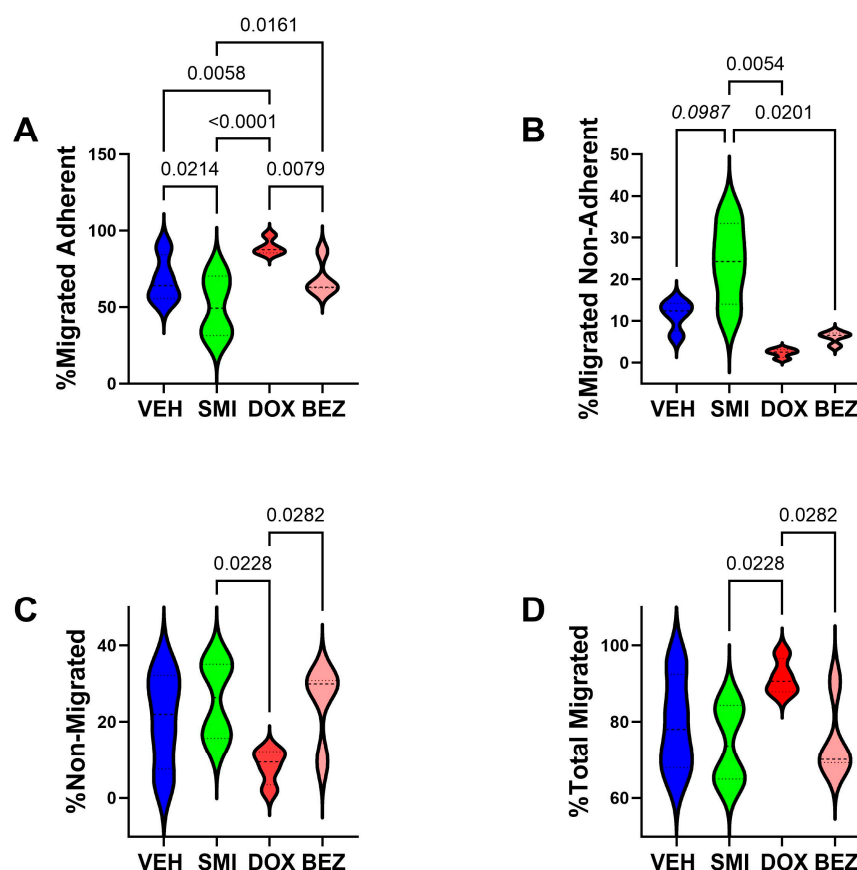 A
0.0161
0.0058
<0.0001
0.0214
0.0079
%Migrated Adherent
150
100
50
0
VEH SMI DOX BEZ
B
0.0054
0.0987
0.0201
%Migrated Non-Adherent
50
40
30
20
10
0
VEH SMI DOX BEZ
C
0.0282
0.0228
%Non-Migrated
40
20
0
VEH SMI DOX BEZ
D
0.0282
0.0228
%Total Migrated
100
80
60
VEH SMI DOX BEZ